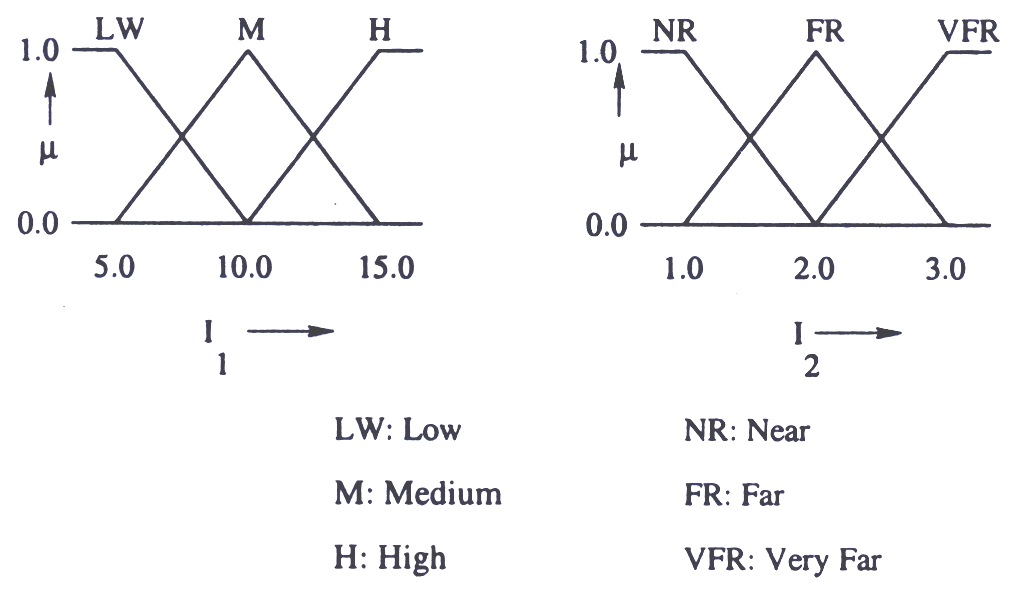 LW M H
1.0
μ
0.0
5.0 10.0 15.0
I
1
NR FR VFR
1.0
μ
0.0
1.0 2.0 3.0
I
2
LW: Low
M: Medium
H: High
NR: Near
FR: Far
VFR: Very Far